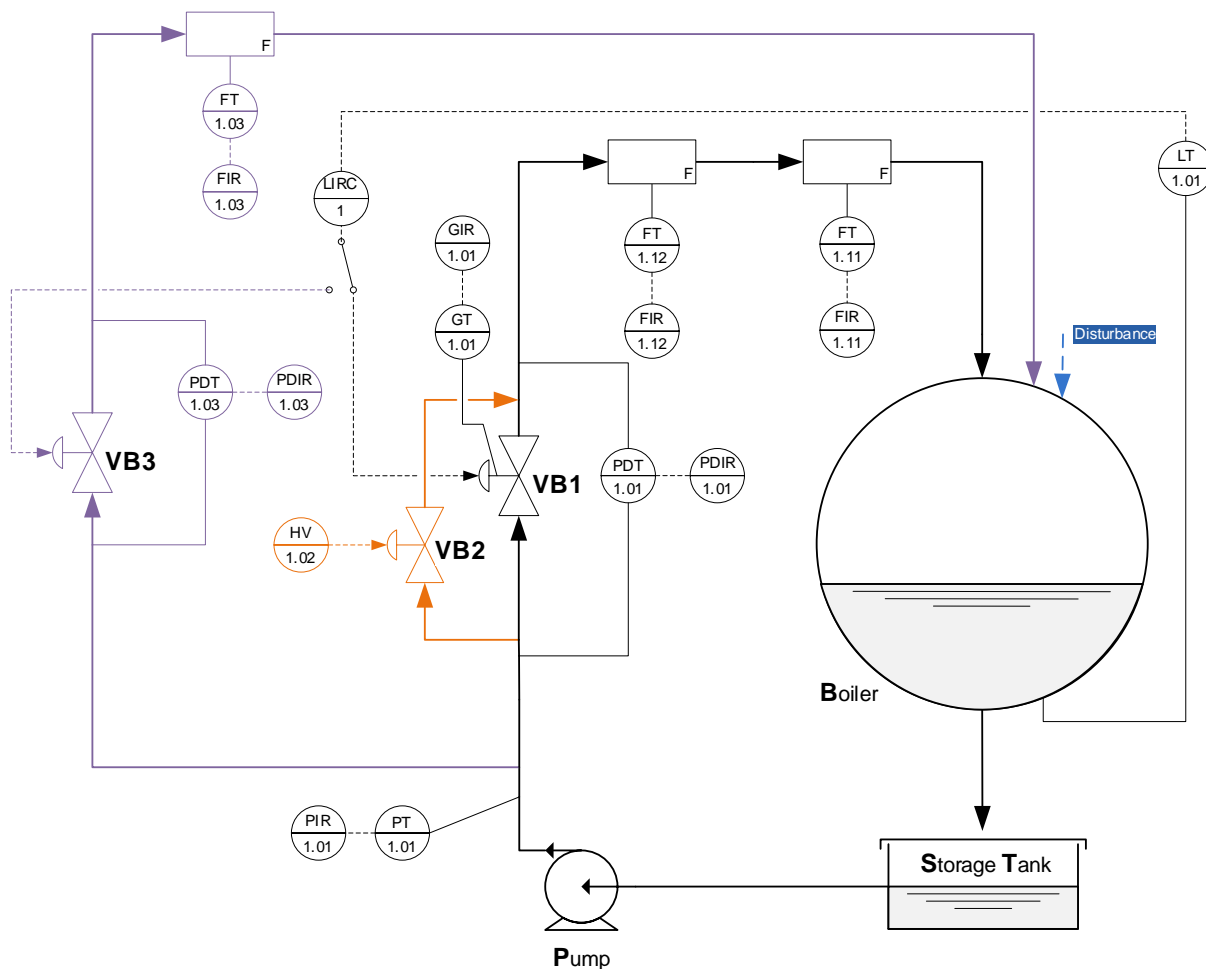 F
FT
1.03
FIR
1.03
LIRC
1
LT
1.01
F
F
GIR
1.01
FT
1.12
FT
1.11
GT
1.01
FIR
1.12
FIR
1.11
Disturbance
PDT
1.03
PDIR
1.03
VB3
VB1
PDT
1.01
PDIR
1.01
HV
1.02
VB2
Boiler
PIR
1.01
PT
1.01
Storage Tank
Pump